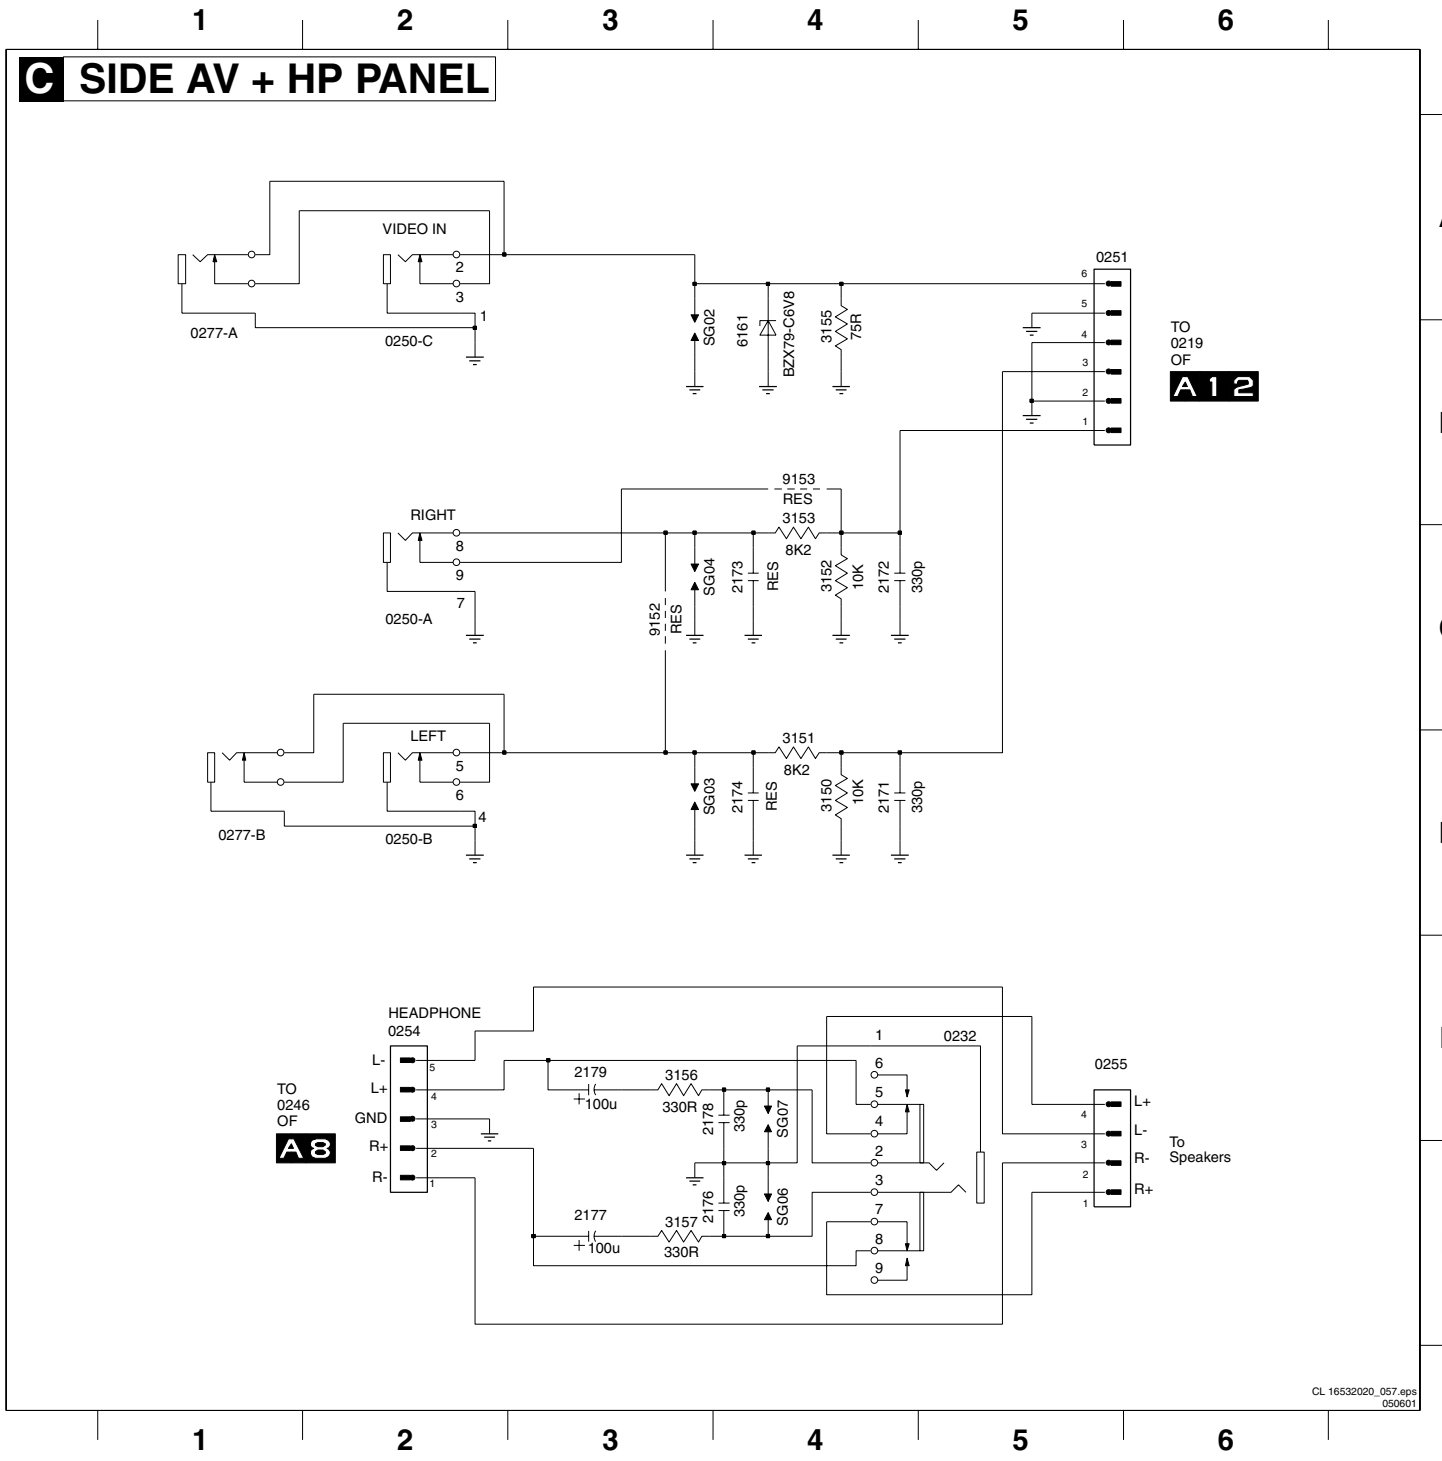 1 2 3 4 5 6
C SIDE AV + HP PANEL
VIDEO IN
2
3
1
0277-A
0250-C
SG02
6161
BZX79-C6V8
3155
75R
0251
6
5
4
3
2
1
TO
0219
OF
A12
9153
RES
RIGHT
8
9
7
0250-A
3153
8K2
9152
RES
SG04
2173
RES
3152
10K
2172
330p
LEFT
5
6
4
0277-B
0250-B
3151
8K2
SG03
2174
RES
3150
10K
2171
330p
HEADPHONE
0254
L-
5
L+
4
GND
3
R+
2
R-
1
TO
0246
OF
A8
2179
+100u
3156
330R
2178
330p
SG07
2176
330p
SG06
2177
+100u
3157
330R
1
0232
6
5
4
2
3
7
8
9
0255
L+
4
L-
3
R-
2
R+
1
To
Speakers
CL 16532020_057.eps
050601
1 2 3 4 5 6